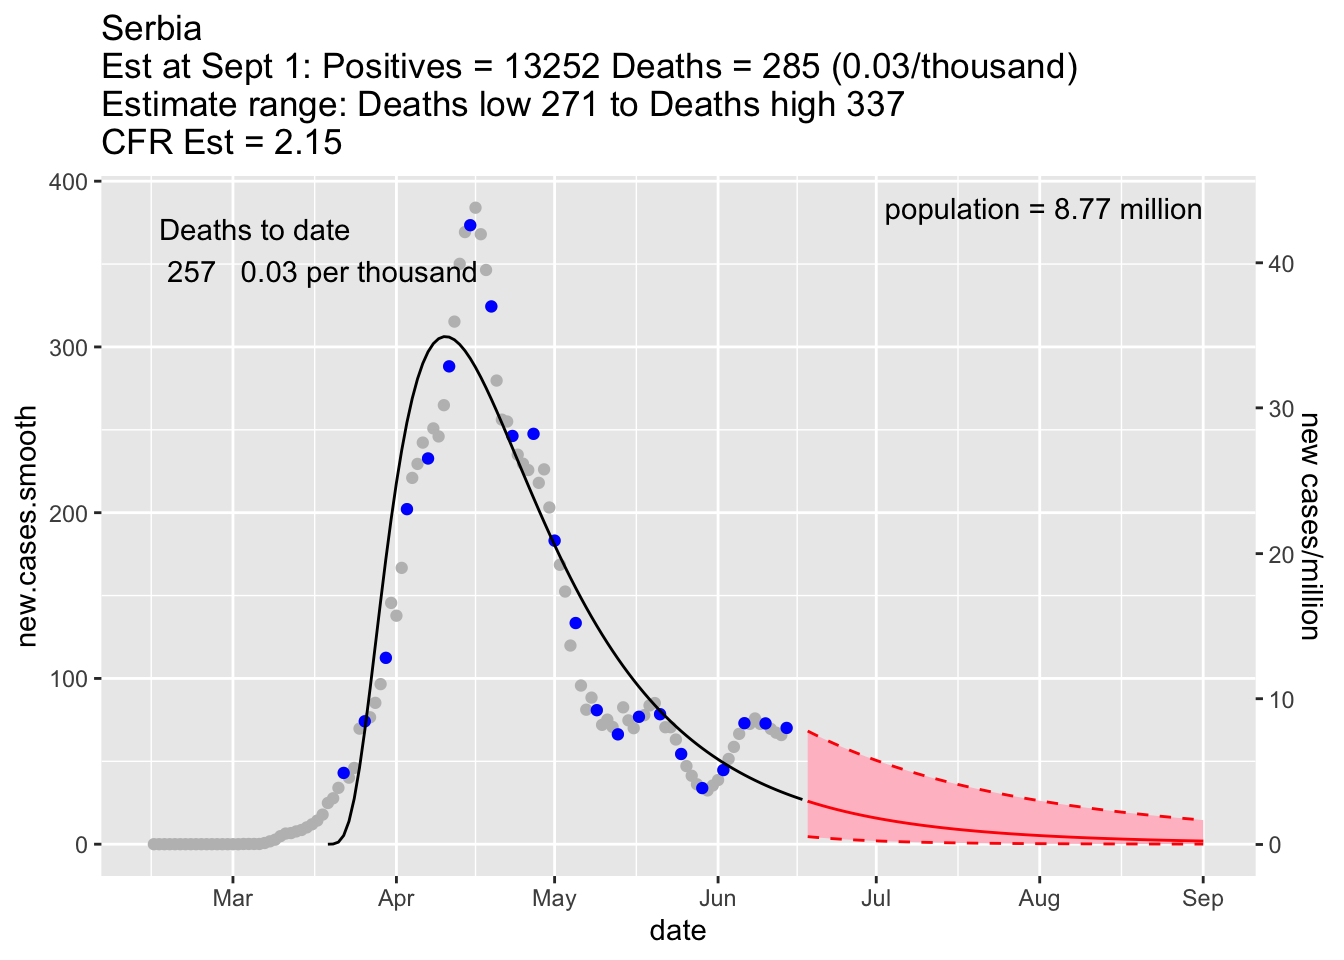 Serbia
Est at Sept 1: Positives = 13252 Deaths = 285 (0.03/thousand)
Estimate range: Deaths low 271 to Deaths high 337
CFR Est = 2.15
Deaths to date
257 0.03 per thousand
population = 8.77 million
400
300
200
100
0
new.cases.smooth
40
30
20
10
0
new cases/million
Mar
Apr
May
Jun
Jul
Aug
Sep
date